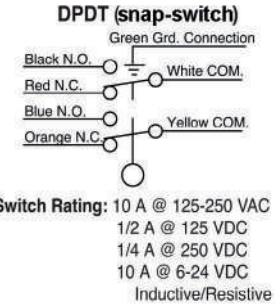 DPDT (snap-switch)
Green Grd. Connection
Black N.O.
White COM.
Red N.C.
Blue N.O.
Yellow COM.
Orange N.C.
Switch Rating: 10 A @ 125-250 VAC
1/2 A @ 125 VDC
1/4 A @ 250 VDC
10 A @ 6-24 VDC
Inductive/Resistive